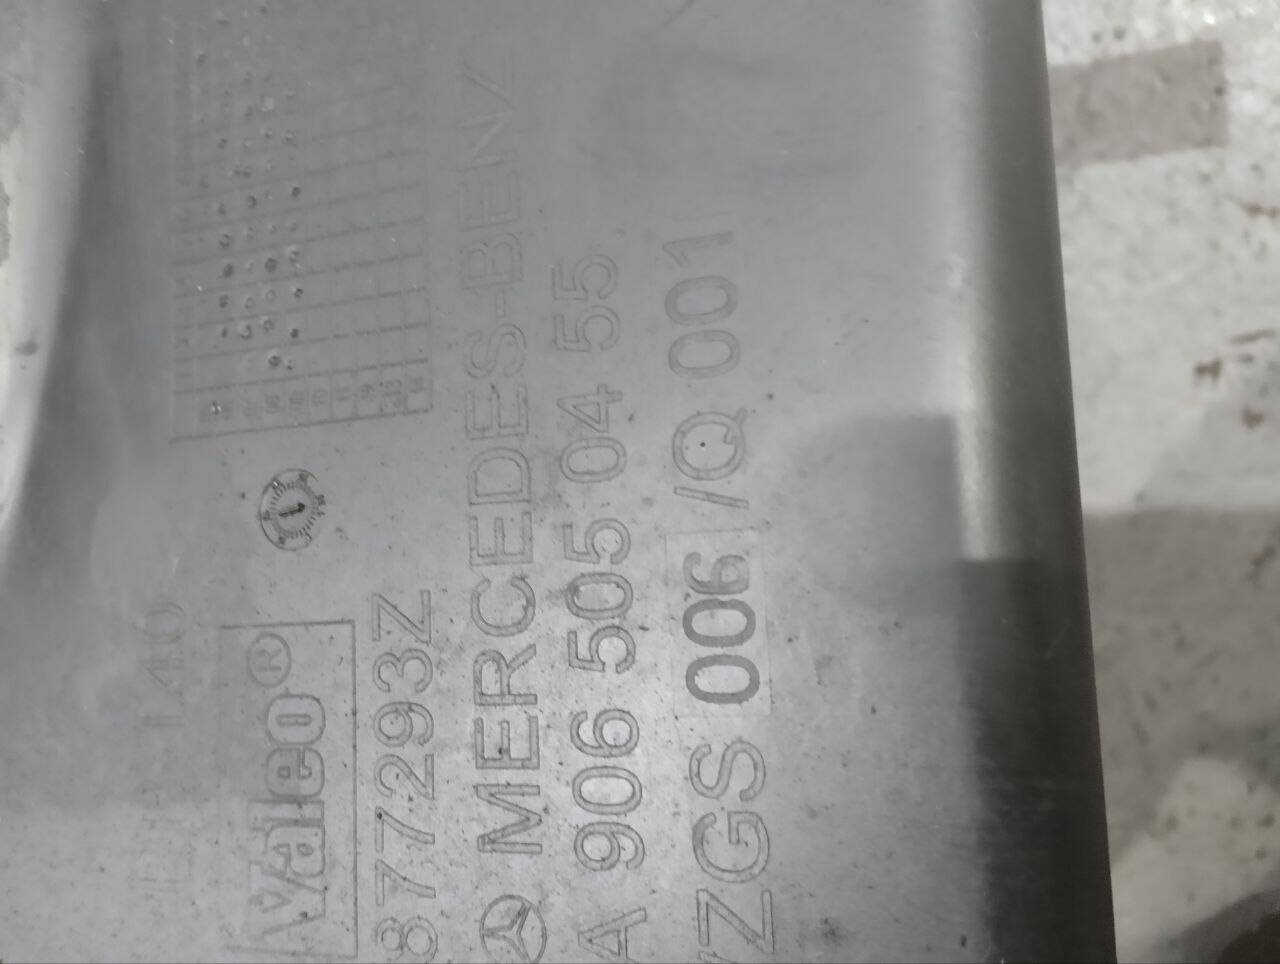 Valeo®
877293Z
MERCEDES-BENZ
A 906 505 04 55
/ZGS 006 /Q 001